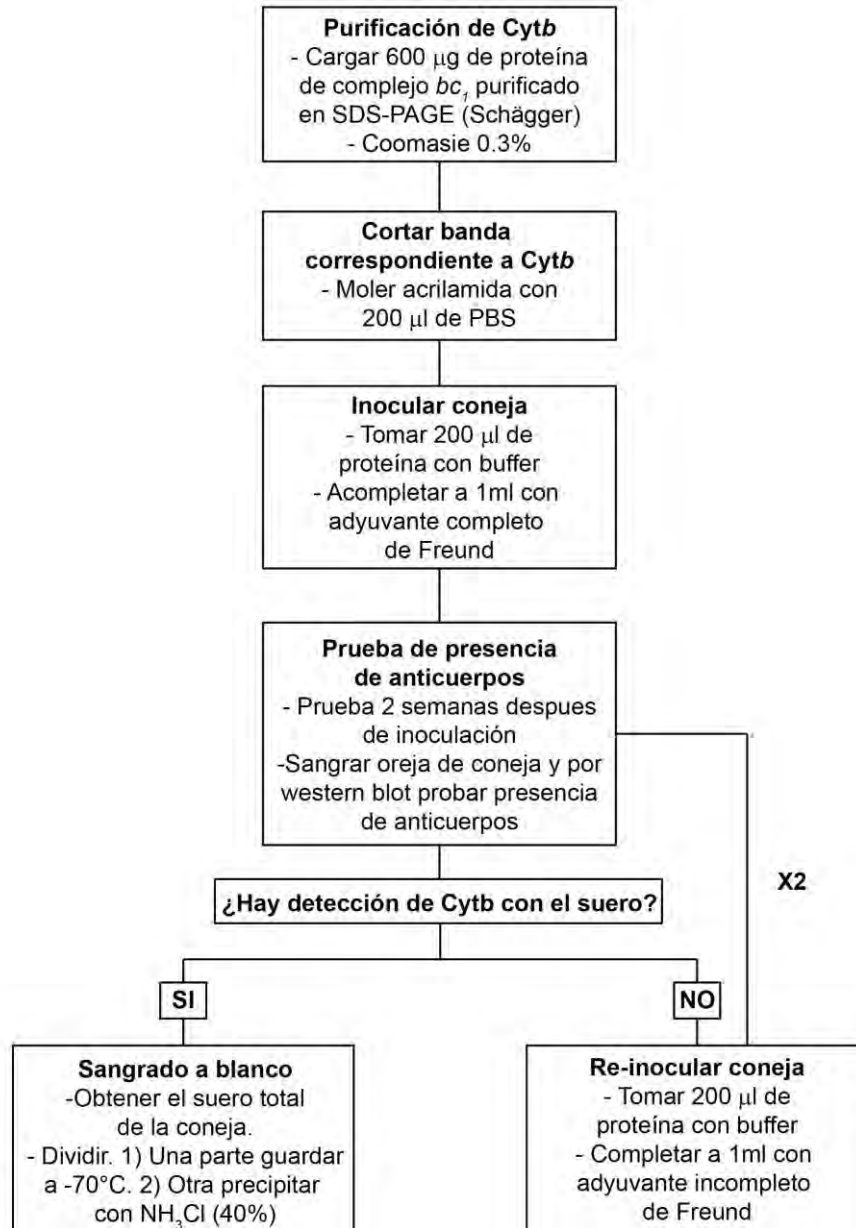 Purificación de Cytb
- Cargar 600 μg de proteína
de complejo bc₁ purificado
en SDS-PAGE (Schägger)
- Coomasie 0.3%
Cortar banda
correspondiente a Cytb
- Moler acrilamida con
200 μl de PBS
Inocular coneja
- Tomar 200 μl de
proteína con buffer
- Acompletar a 1ml con
adyuvante completo
de Freund
Prueba de presencia
de anticuerpos
- Prueba 2 semanas despues
de inoculación
-Sangrar oreja de coneja y por
western blot probar presencia
de anticuerpos
X2
¿Hay detección de Cytb con el suero?
SI
NO
Sangrado a blanco
-Obtener el suero total
de la coneja.
- Dividir. 1) Una parte guardar
a -70°C. 2) Otra precipitar
con NH₃Cl (40%)
Re-inocular coneja
- Tomar 200 μl de
proteína con buffer
- Completar a 1ml con
adyuvante incompleto
de Freund